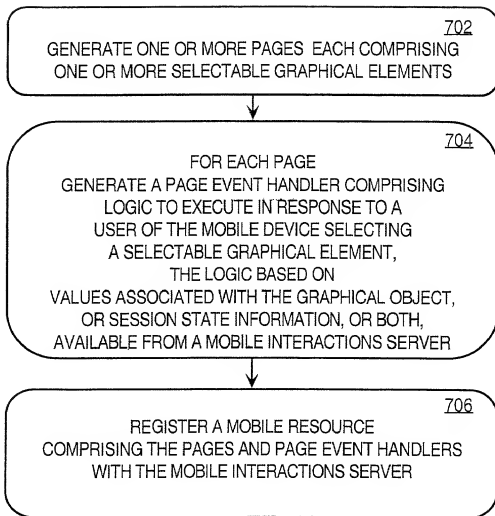 702
GENERATE ONE OR MORE PAGES EACH COMPRISING
ONE OR MORE SELECTABLE GRAPHICAL ELEMENTS
704
FOR EACH PAGE
GENERATE A PAGE EVENT HANDLER COMPRISING
LOGIC TO EXECUTE IN RESPONSE TO A
USER OF THE MOBILE DEVICE SELECTING
A SELECTABLE GRAPHICAL ELEMENT,
THE LOGIC BASED ON
VALUES ASSOCIATED WITH THE GRAPHICAL OBJECT,
OR SESSION STATE INFORMATION, OR BOTH,
AVAILABLE FROM A MOBILE INTERACTIONS SERVER
706
REGISTER A MOBILE RESOURCE
COMPRISING THE PAGES AND PAGE EVENT HANDLERS
WITH THE MOBILE INTERACTIONS SERVER